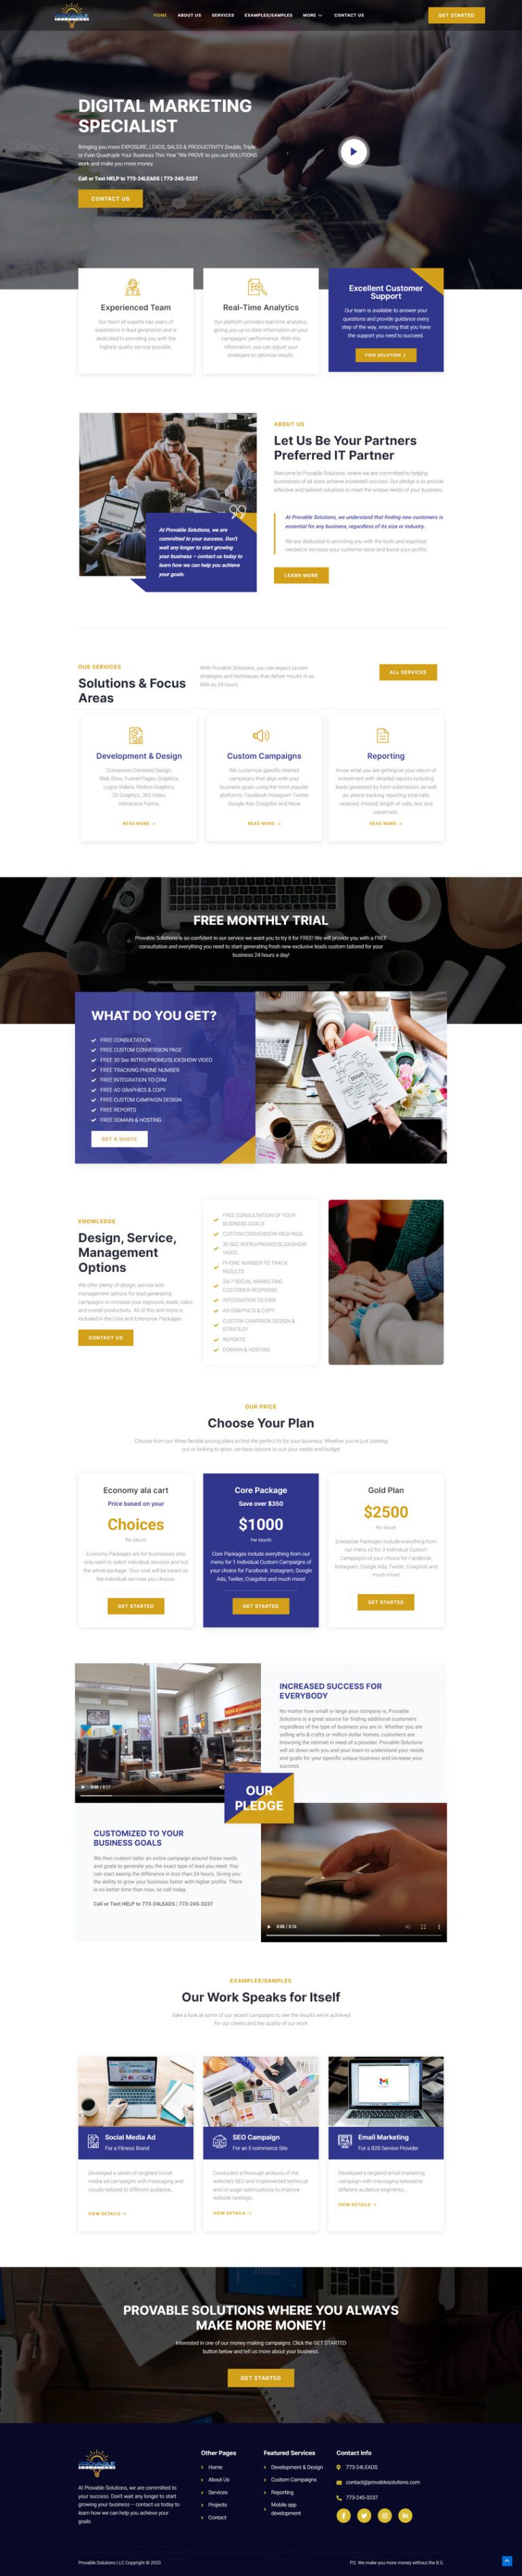 PROVABLE
SOLUTIONS
HOME ABOUT US SERVICES EXAMPLES/SAMPLES MORE CONTACT US
GET STARTED
DIGITAL MARKETING
SPECIALIST
Bringing you more EXPOSURE, LEADS, SALES & PRODUCTIVITY Double, Triple
or Even Quadruple Your Business This Year "We PROVE to you our SOLUTIONS
work and make you more money
Call or Text HELP to 773-24LEADS | 773-245-3237
CONTACT US
Experienced Team
Our team of experts has years of
experience in lead generation and is
dedicated to providing you with the
highest quality service possible.
Real-Time Analytics
Our platform provides real-time analytics,
giving you up to date information on your
campaigns' performance. With this
information, you can adjust your
strategies to optimize results.
Excellent Customer
Support
Our team is available to answer your
questions and provide guidance every
step of the way, ensuring that you have
the support you need to succeed.
FIND SOLUTION
ABOUT US
Let Us Be Your Partners
Preferred IT Partner
Welcome to Provable Solutions, where we are committed to helping
businesses of all sizes achieve increased success. Our pledge is to provide
effective and tailored solutions to meet the unique needs of your business.
At Provable Solutions, we understand that finding new customers is
essential for any business, regardless of its size or industry.
We are dedicated to providing you with the tools and expertise
needed to increase your customer base and boost your profits.
LEARN MORE
At Provable Solutions, we are
committed to your success. Don't
wait any longer to start growing
your business – contact us today to
learn how we can help you achieve
your goals.
OUE SERVICES
Solutions & Focus
Areas
With Provable Solutions, you can expect proven
strategies and techniques that deliver results in as
little as 24 hours.
ALL SERVICES
Development & Design
Conversion Centered Design,
Web Sites, Funnel Pages, Graphics,
Logos Videos, Motion Graphics,
3D Graphics, 360 Video,
Interactive Forms,
READ MORE
Custom Campaigns
We customize specific internet
campaigns that align with your
business goals using the most popular
platforms. Facebook Instagram Twitter
Google Ads Craigslist And More
READ MORE
Reporting
Know what you are getting on your return of
investment with detailed reports including
leads generated by form submission, as well
as, phone tracking reporting total calls
received, missed, length of calls, text and
voicemails
READ MORE
FREE MONTHLY TRIAL
Provable Solutions is so confident in our service we want you to try it for FREE! We will provide you with a FREE
consultation and everything you need to start generating fresh new exclusive leads custom tailored for your
business 24 hours a day!
WHAT DO YOU GET?
FREE CONSULTATION
FREE CUSTOM CONVERSION PAGE
FREE 30 Sec INTRO/PROMO/SLIDESHOW VIDEO
FREE TRACKING PHONE NUMBER
FREE INTEGRATION TO CRM
FREE AD GRAPHICS & COPY
FREE CUSTOM CAMPAIGN DESIGN
FREE REPORTS
FREE DOMAIN & HOSTING
GET A QUOTE
BRAND
KNOWLEDGE
Design, Service,
Management
Options
We offer plenty of design, service and
management options for lead generating
campaigns to increase your exposure, leads, sales
and overall productivity. All of this and more is
included in the Core and Enterprise Packages.
CONTACT US
FREE CONSULTATION OF YOUR
BUSINESS GOALS
CUSTOM CONVERSION WEB PAGE
30 SEC INTRO/PROMO/SLIDESHOW
VIDEO
PHONE NUMBER TO TRACK
RESULTS
24/7 SOCIAL MARKETING
CUSTOMER RESPONSE
INTEGRATION TO CRM
AD GRAPHICS & COPY
CUSTOM CAMPAIGN DESIGN &
STRATEGY
REPORTS
DOMAIN & HOSTING
OUR PRICE
Choose Your Plan
Choose from our three flexible pricing plans to find the perfect fit for your business. Whether you're just starting
out or looking to grow, we have options to suit your needs and budget
Economy ala cart
Price based on your
Choices
Per Month
Economy Packages are for businesses who
only want to select individual services and not
the whole package. Your cost will be based on
the individual services you choose.
GET STARTED
Core Package
Save over $350
$1000
Per Month
Core Packages include everything from our
menu for 1 Individual Custom Campaigns of
your choice for Facebook, Instagram, Google
Ads, Twitter, Craigslist and much more!
GET STARTED
Gold Plan
$2500
Per Month
Enterprise Packages include everything from
our menu x3 for 3 Individual Custom
Campaigns of your choice for Facebook,
Instagram, Google Ads, Twitter, Craigslist and
much more!
GET STARTED
0:00 / 0:17
INCREASED SUCCESS FOR
EVERYBODY
No matter how small or large your company is, Provable
Solutions is a great source for finding additional customers
regardless of the type of business you are in. Whether you are
selling arts & crafts or million dollar homes, customers are
browsing the internet in need of a provider. Provable Solutions
will sit down with you and your team to understand your needs
and goals for your specific unique business and increase your
success.
OUR
PLEDGE
CUSTOMIZED TO YOUR
BUSINESS GOALS
We then custom tailor an entire campaign around those needs
and goals to generate you the exact type of lead you need. You
can start seeing the difference in less than 24 hours. Giving you
the ability to grow your business faster with higher profits. There
is no better time than now, so call today.
Call or Text HELP to 773-24LEADS | 773-245-3237
0:00 / 0:16
EXAMPLES/SAMPLES
Our Work Speaks for Itself
Take a look at some of our recent campaigns to see the results we've achieved
for our clients and the quality of our work.
Social Media Ad
For a Fitness Brand
Developed a series of targeted social
media ad campaigns with messaging and
visuals tailored to different audience..
VIEW DETAILS
SEO Campaign
For an E-commerce Site
Conducted a thorough analysis of the
website's SEO and implemented technical
and on-page optimizations to improve
website rankings.
VIEW DETAILS
Email Marketing
For a B2B Service Provider
Developed a targeted email marketing
campaign with messaging tailored to
different audience segments..
VIEW DETAILS
PROVABLE SOLUTIONS WHERE YOU ALWAYS
MAKE MORE MONEY!
Interested in one of our money making campaigns. Click the GET STARTED
button below and tell us more about your business.
GET STARTED
PROVABLE
SOLUTIONS
At Provable Solutions, we are committed to
your success. Don't wait any longer to start
growing your business – contact us today to
learn how we can help you achieve your
goals.
Other Pages
Home
About Us
Services
Projects
Contact
Featured Services
Development & Design
Custom Campaigns
Reporting
Mobile app
development
Contact info
773-24LEADS
contact@provablesolutions.com
773-245-3237
Provable Solutions LLC Copyright © 2023
P.S. We make you more money without the B.S.